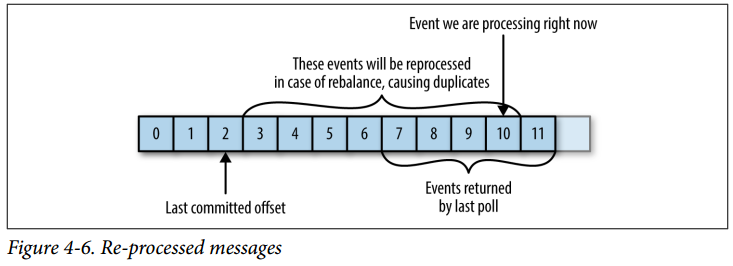 Event we are processing right now
These events will be reprocessed
in case of rebalance, causing duplicates
0 1 2 3 4 5 6 7 8 9 10 11
Last committed offset
Events returned
by last poll
Figure 4-6. Re-processed messages